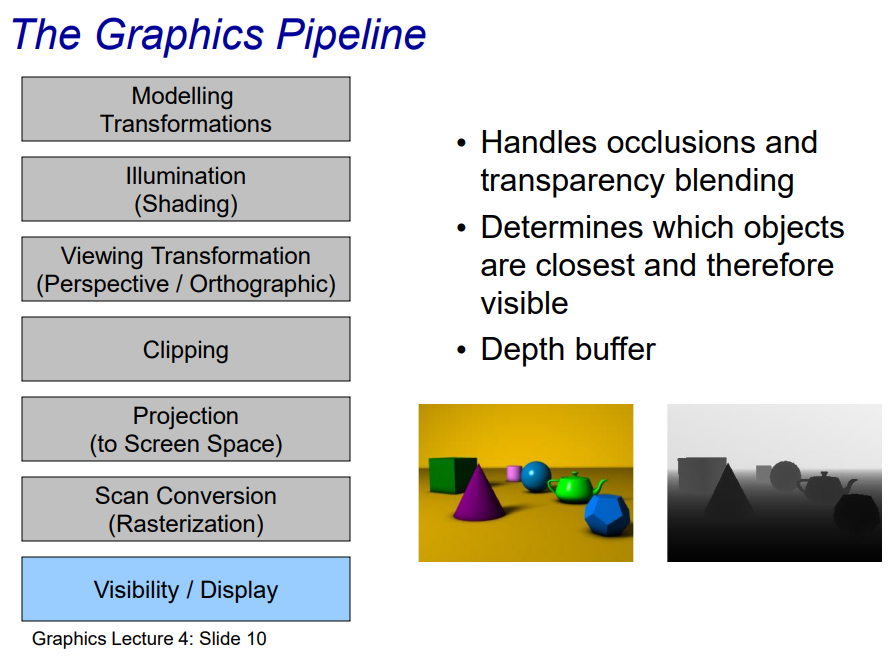 The Graphics Pipeline
Modelling
Transformations
Illumination
(Shading)
Viewing Transformation
(Perspective / Orthographic)
Clipping
Projection
(to Screen Space)
Scan Conversion
(Rasterization)
Visibility / Display
• Handles occlusions and
transparency blending
• Determines which objects
are closest and therefore
visible
• Depth buffer
Graphics Lecture 4: Slide 10